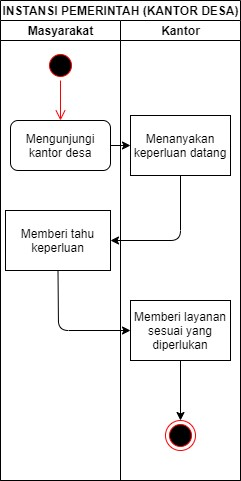 INSTANSI PEMERINTAH (KANTOR DESA)
Masyarakat
Kantor
Mengunjungi
kantor desa
Menanyakan
keperluan datang
Memberi tahu
keperluan
Memberi layanan
sesuai yang
diperlukan